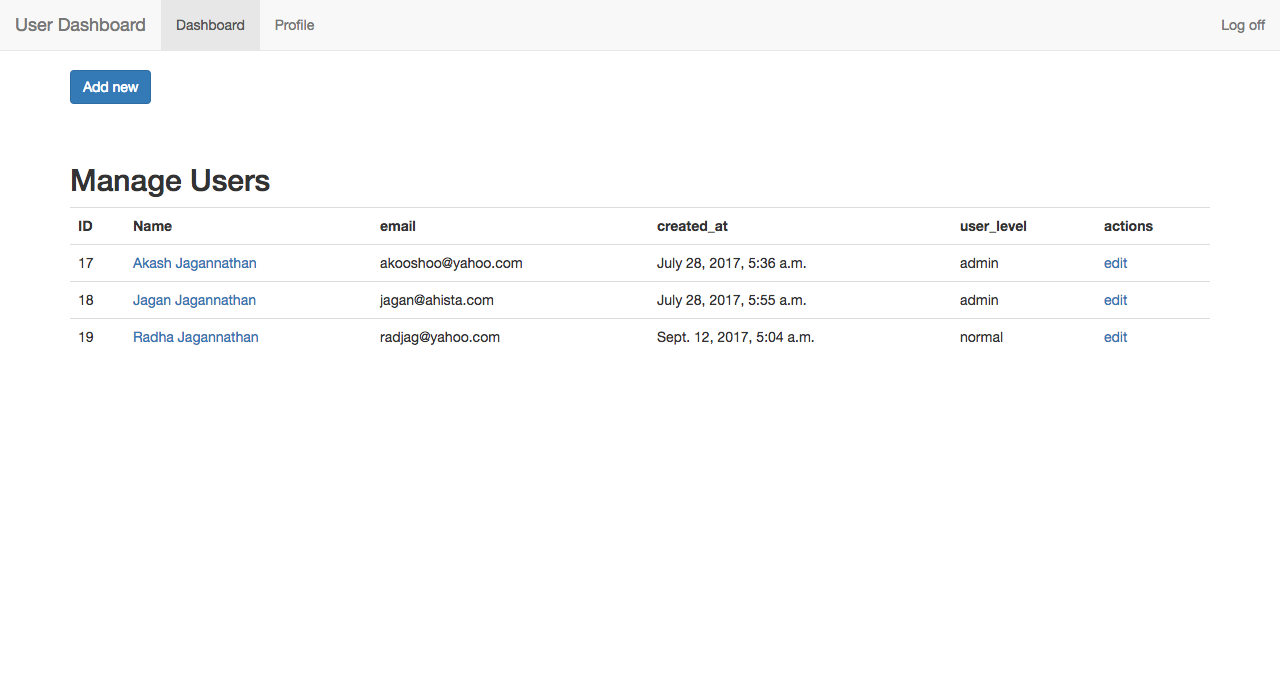 User Dashboard Dashboard Profile Log off
Add new
Manage Users
ID Name email created_at user_level actions
17 Akash Jagannathan akooshoo@yahoo.com July 28, 2017, 5:36 a.m. admin edit
18 Jagan Jagannathan jagan@ahista.com July 28, 2017, 5:55 a.m. admin edit
19 Radha Jagannathan radjag@yahoo.com Sept. 12, 2017, 5:04 a.m. normal edit